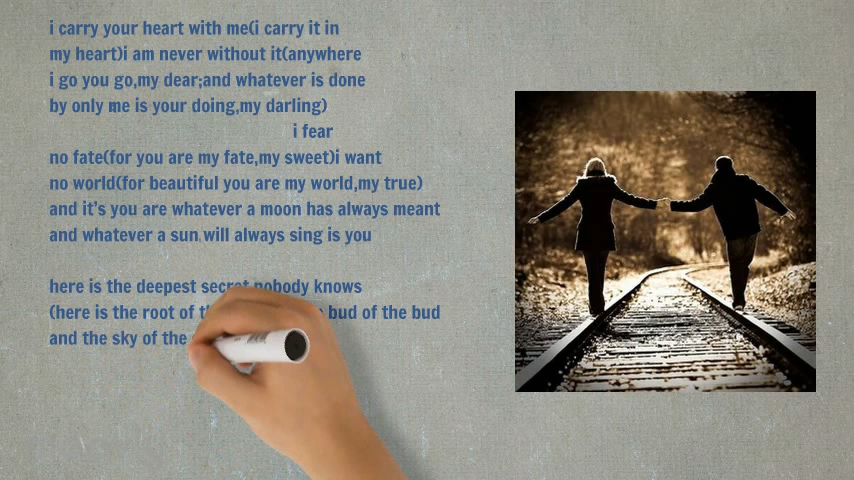 i carry your heart with me(i carry it in
my heart)i am never without it(anywhere
i go you go,my dear;and whatever is done
by only me is your doing,my darling)
i fear
no fate(for you are my fate,my sweet)i want
no world(for beautiful you are my world,my true)
and it's you are whatever a moon has always meant
and whatever a sun will always sing is you
here is the deepest secret nobody knows
(here is the root of bud of the bud
and the sky of the